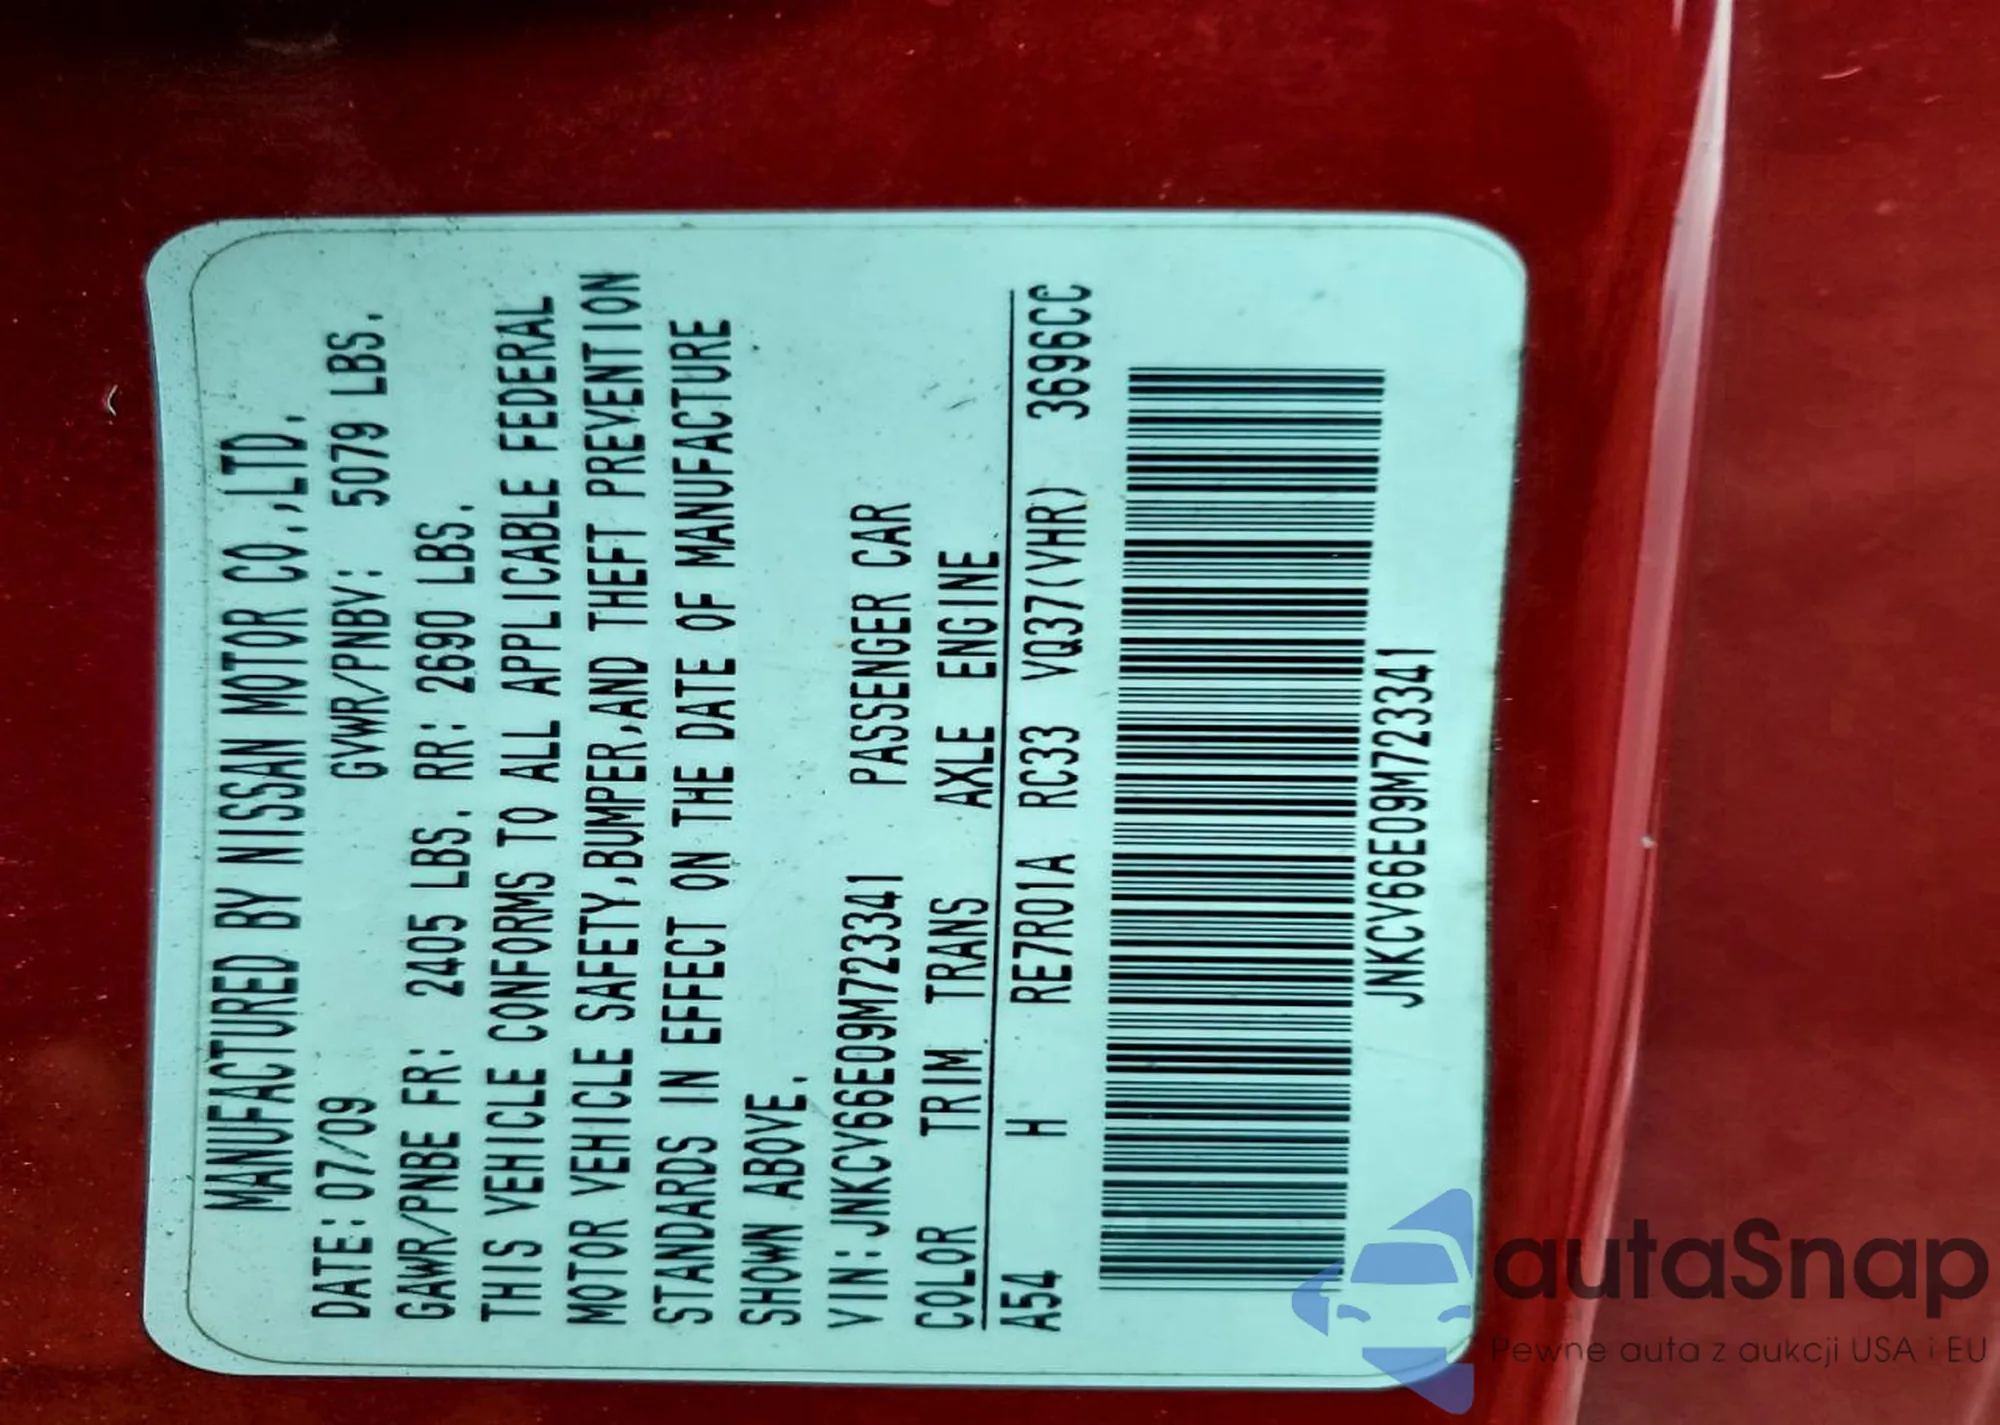 MANUFACTURED BY NISSAN MOTOR CO.,LTD.
DATE: 07/09 GVWR/PNBV: 5079 LBS.
GAWR/PNBE FR: 2405 LBS. RR: 2690 LBS.
THIS VEHICLE CONFORMS TO ALL APPLICABLE FEDERAL
MOTOR VEHICLE SAFETY,BUMPER,AND THEFT PREVENTION
STANDARDS IN EFFECT ON THE DATE OF MANUFACTURE
SHOWN ABOVE.
VIN:JNKCV66E09M723341 PASSENGER CAR
COLOR TRIM TRANS AXLE ENGINE
A54 H RE7R01A RC33 VQ37(VHR) 3696CC
JNKCV66E09M723341
autaSnap
Pewne auta z aukcji USA i EU